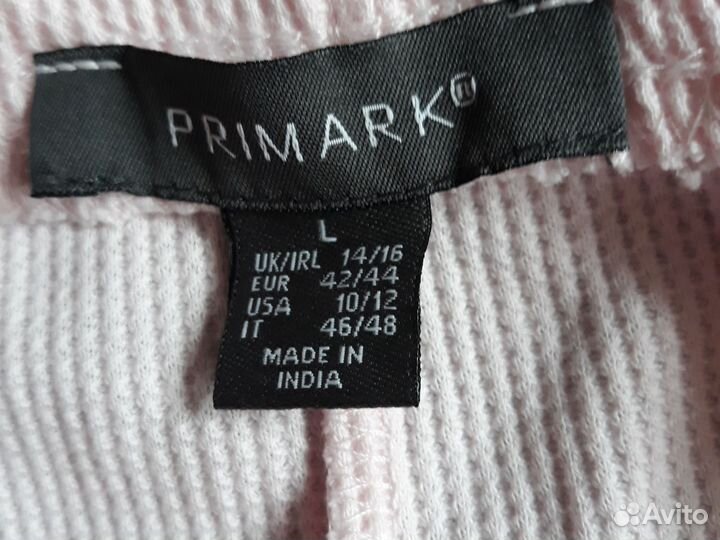 PRIMARK®
L
UK/IRL 14/16
EUR 42/44
USA 10/12
IT 46/48
MADE IN
INDIA
Avito